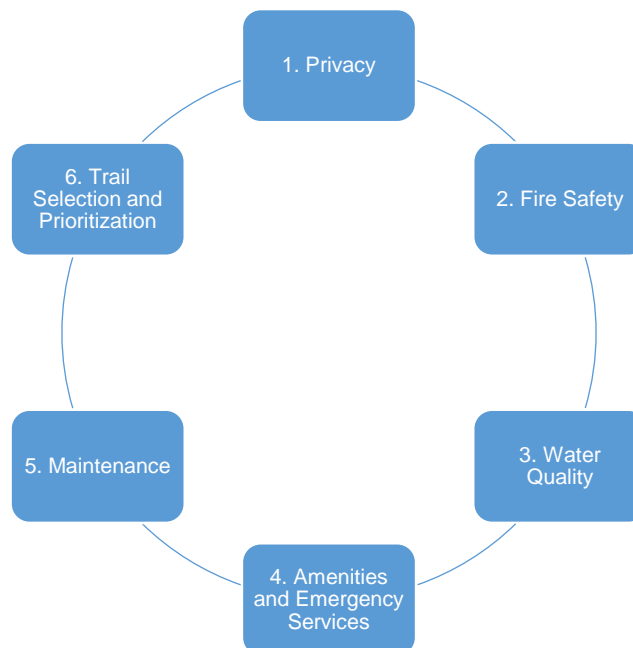 1. Privacy
2. Fire Safety
3. Water
Quality
4. Amenities
and Emergency
Services
5. Maintenance
6. Trail
Selection and
Prioritization